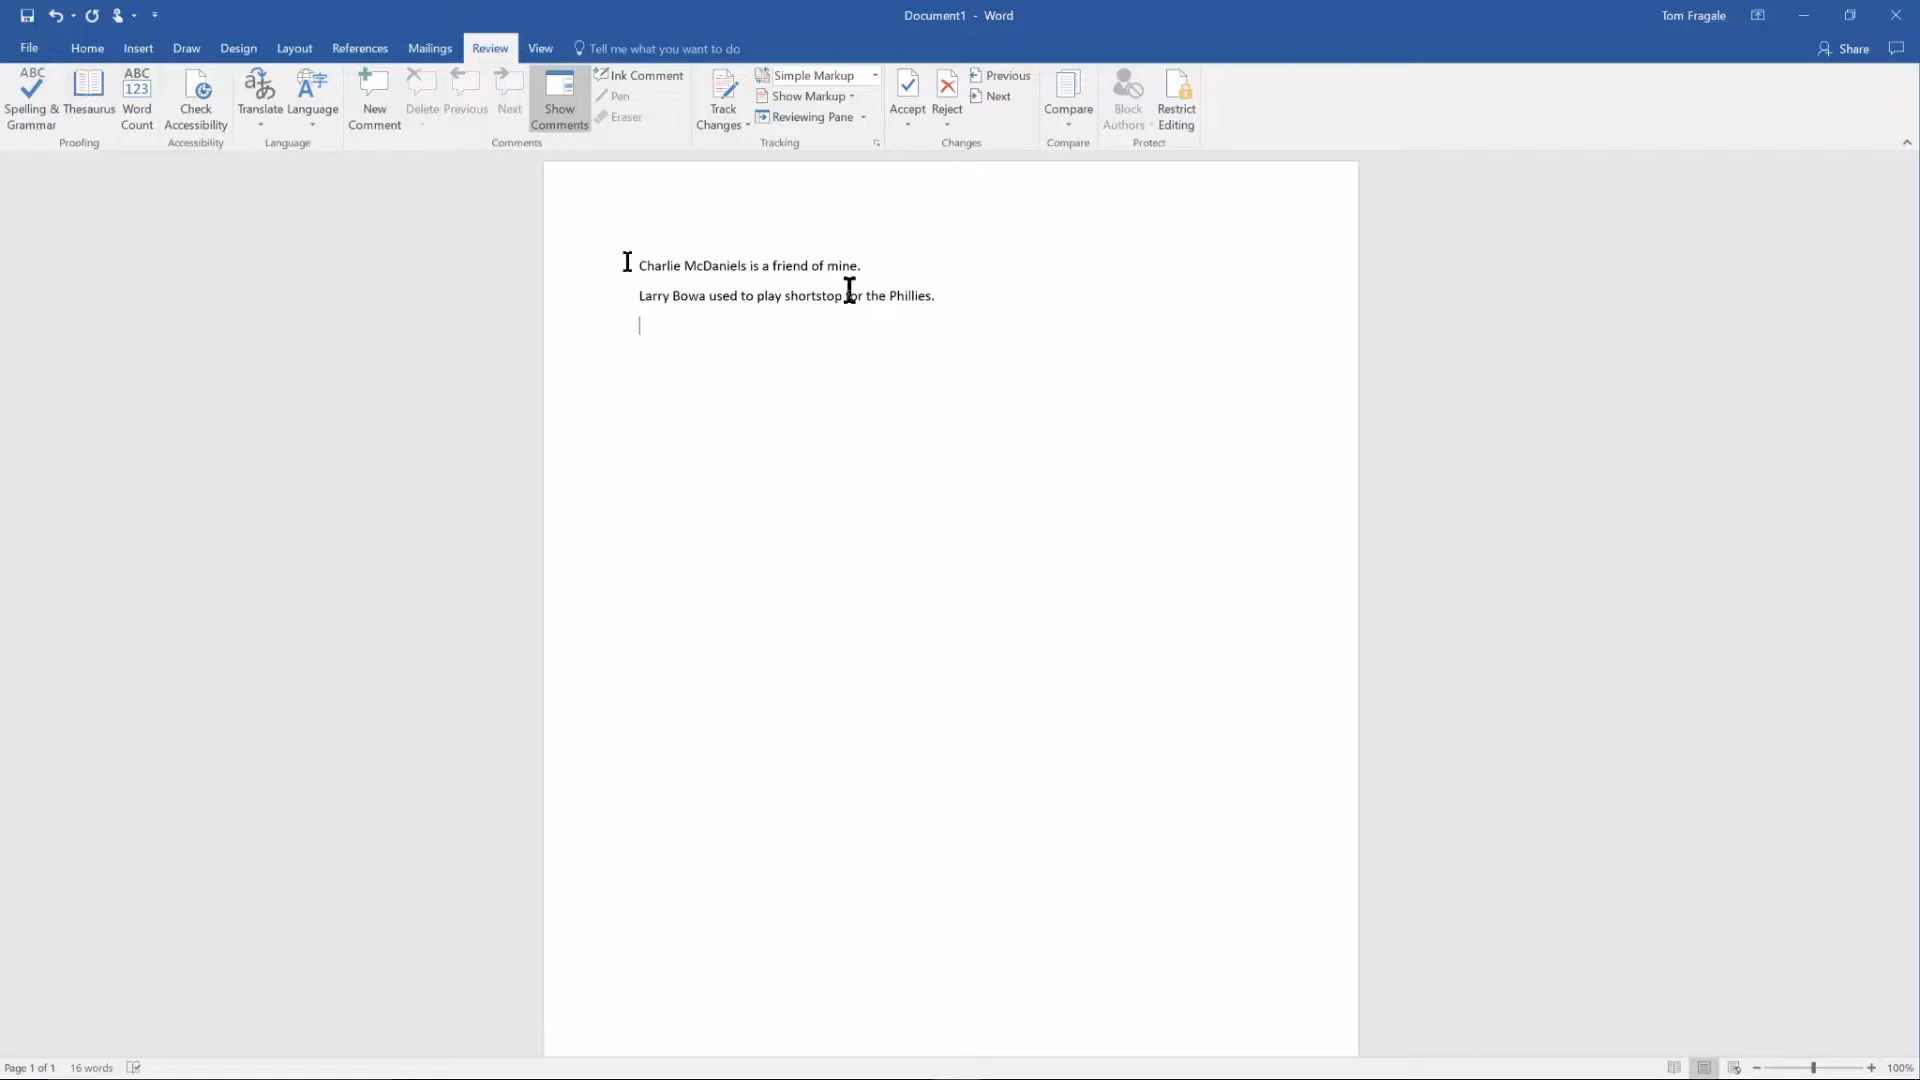 Document1 - Word
Tom Fragale
File Home Insert Draw Design Layout References Mailings Review View Tell me what you want to do
Share
ABC
Spelling & Grammar
Thesaurus
ABC 123
Word Count
Check Accessibility
Translate
Language
New Comment
Delete
Previous
Next
Show Comments
Ink Comment
Pen
Eraser
Track Changes
Simple Markup
Show Markup
Reviewing Pane
Accept
Reject
Previous
Next
Compare
Block Authors
Restrict Editing
Proofing Accessibility Language Comments Tracking Changes Compare Protect
Charlie McDaniels is a friend of mine.
Larry Bowa used to play shortstop for the Phillies.
Page 1 of 1 16 words
100%